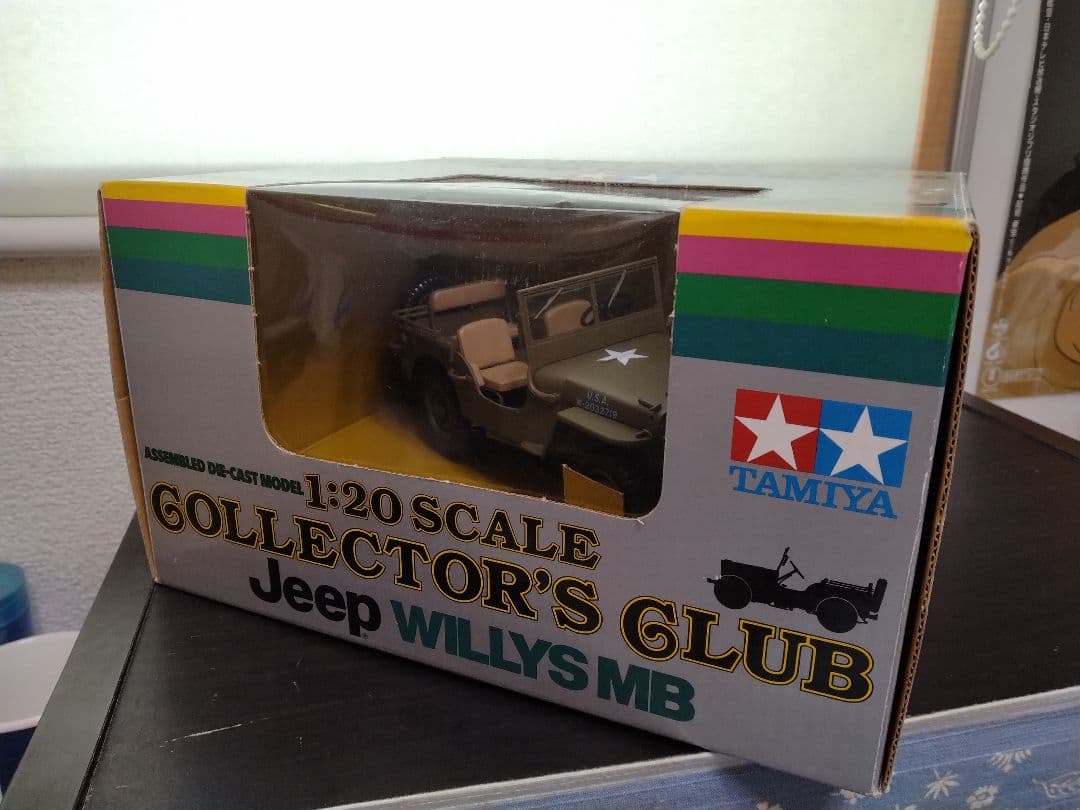 U.S.A.
TAMIYA
ASSEMBLED DIE-CAST MODEL 1:20 SCALE
COLLECTOR'S CLUB
Jeep® WILLYS MB